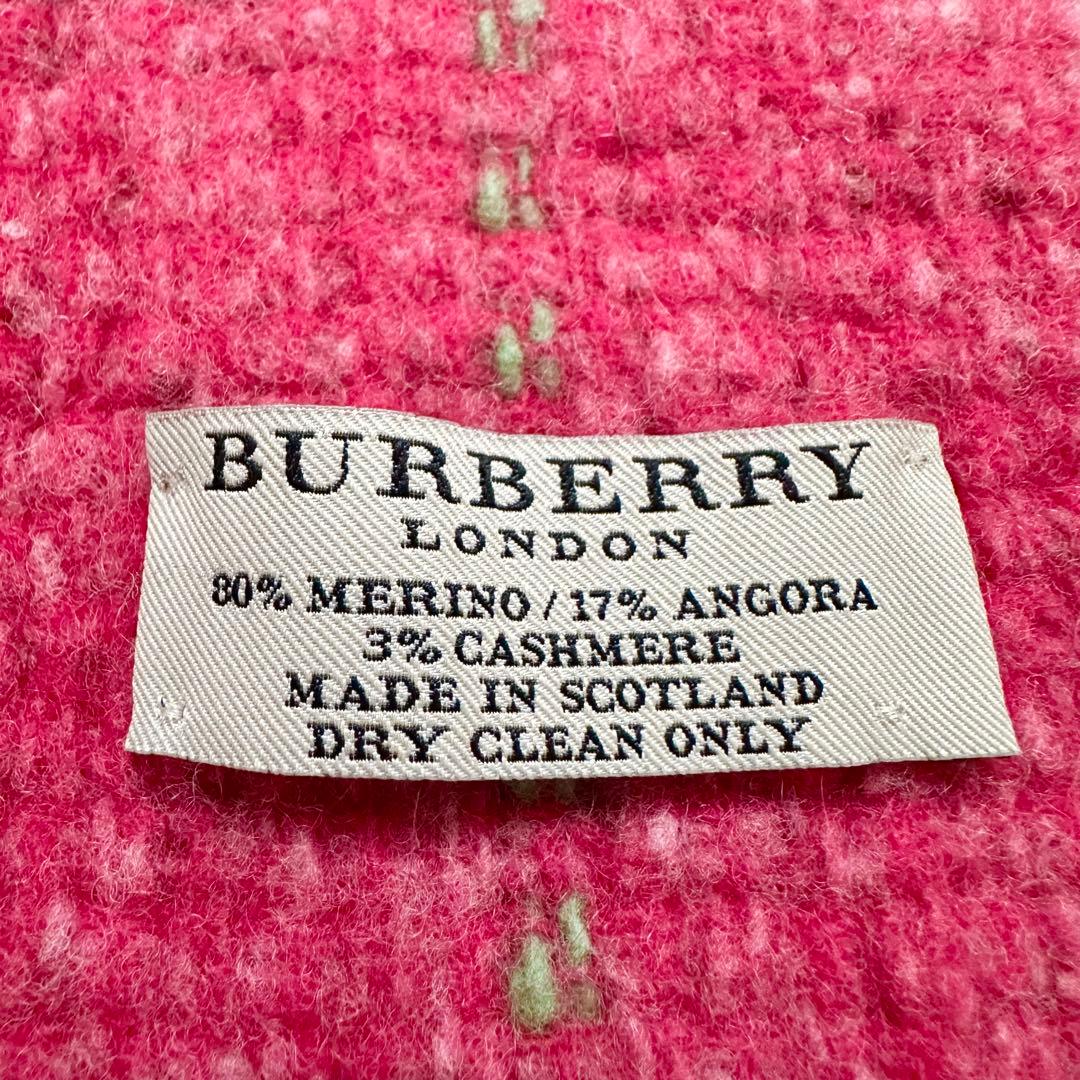 BURBERRY
LONDON
80% MERINO / 17% ANGORA
3% CASHMERE
MADE IN SCOTLAND
DRY CLEAN ONLY